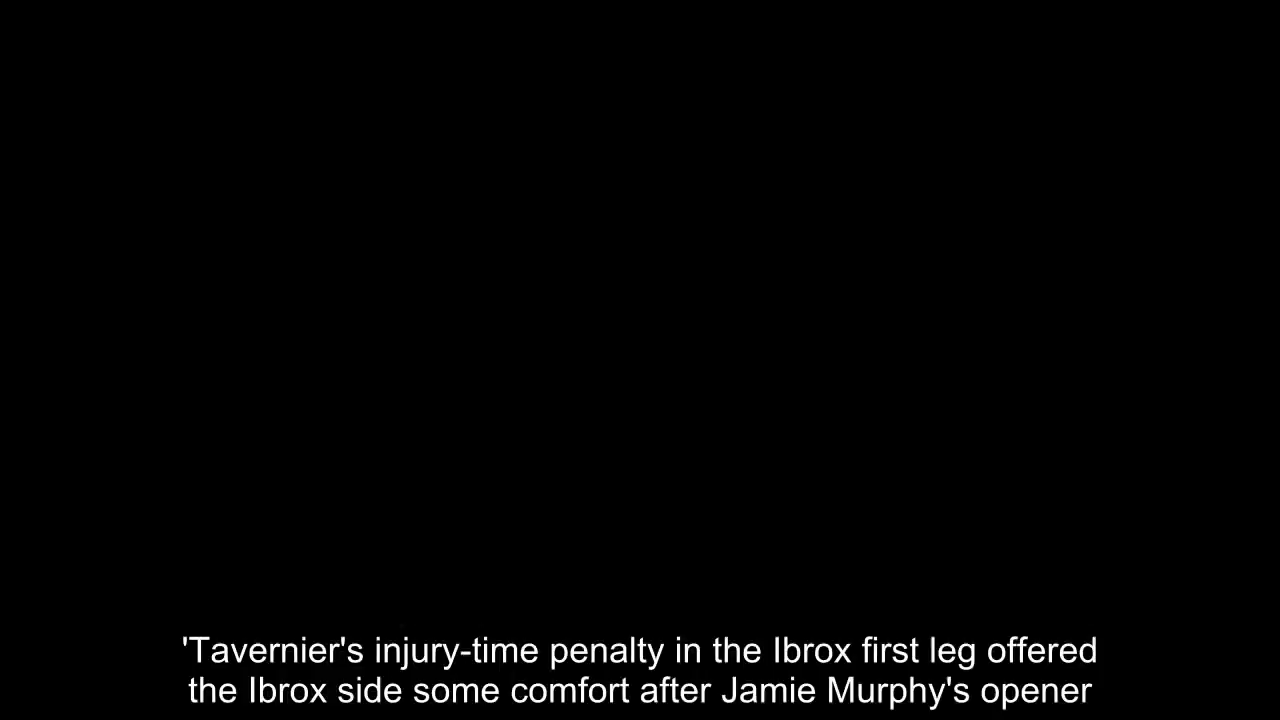 'Tavernier's injury-time penalty in the Ibrox first leg offered
the Ibrox side some comfort after Jamie Murphy's opener